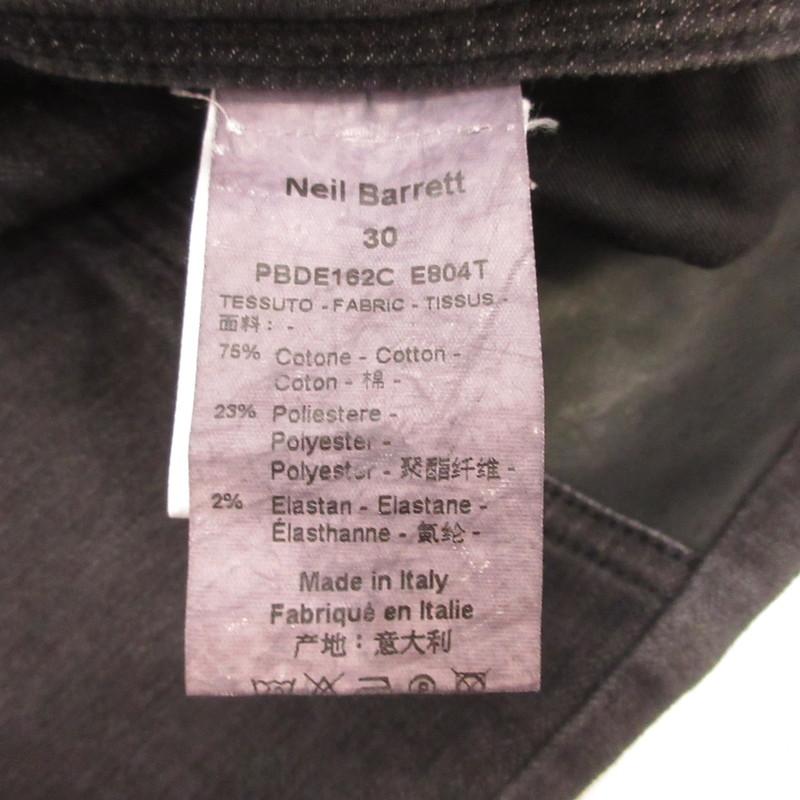 Neil Barrett
30
PBDE162C E804T
TESSUTO - FABRIC - TISSUS -
面料： -
75% Cotone - Cotton -
Coton - 棉 -
23% Poliestere -
Polyester -
Polyester - 聚酯纤维 -
2% Elastan - Elastane -
Élasthanne - 氨纶 -
Made in Italy
Fabriqué en Italie
产地：意大利